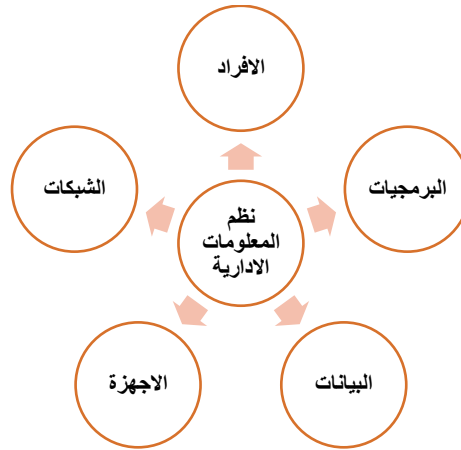 الافراد
البرمجيات
الشبكات
نظم
المعلومات
الادارية
البيانات
الاجهزة